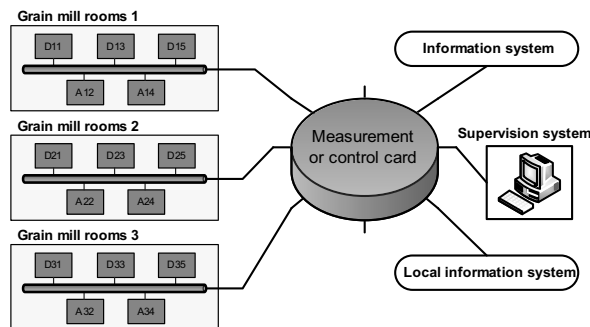 Grain mill rooms 1
D11
D13
D15
A12
A14
Grain mill rooms 2
D21
D23
D25
A22
A24
Grain mill rooms 3
D31
D33
D35
A32
A34
Measurement
or control card
Information system
Supervision system
Local information system